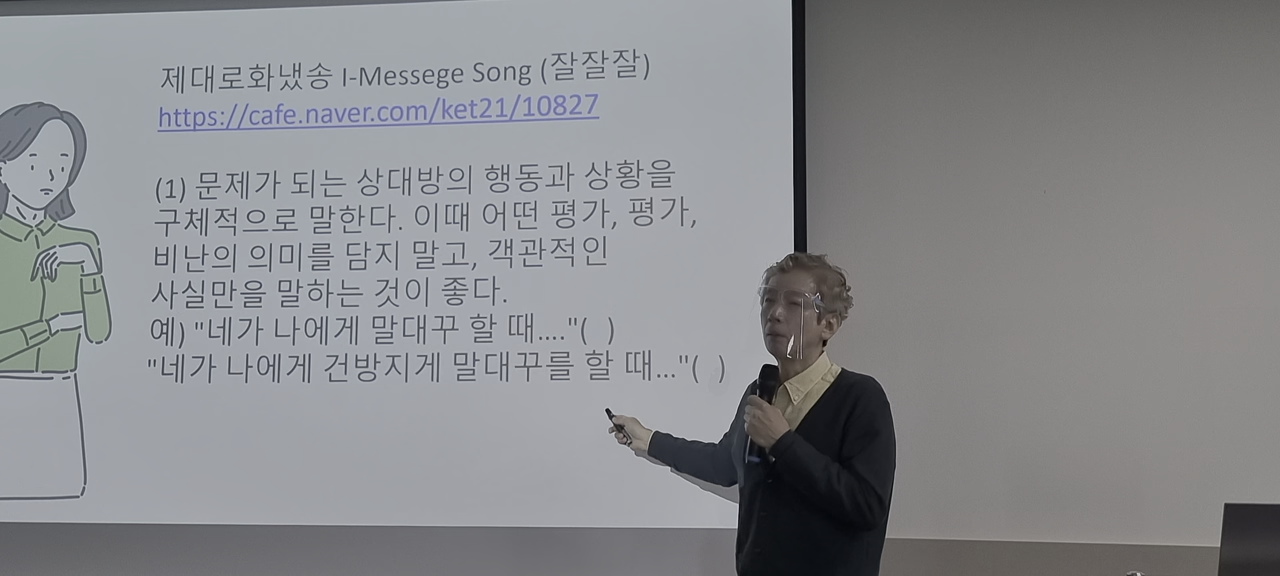 제대로화냈송 I-Messege Song (잘잘잘)
https://cafe.naver.com/ket21/10827
(1) 문제가 되는 상대방의 행동과 상황을
구체적으로 말한다. 이때 어떤 평가, 평가,
비난의 의미를 담지 말고, 객관적인
사실만을 말하는 것이 좋다.
예) "네가 나에게 말대꾸 할 때...."( )
"네가 나에게 건방지게 말대꾸를 할 때..."( )